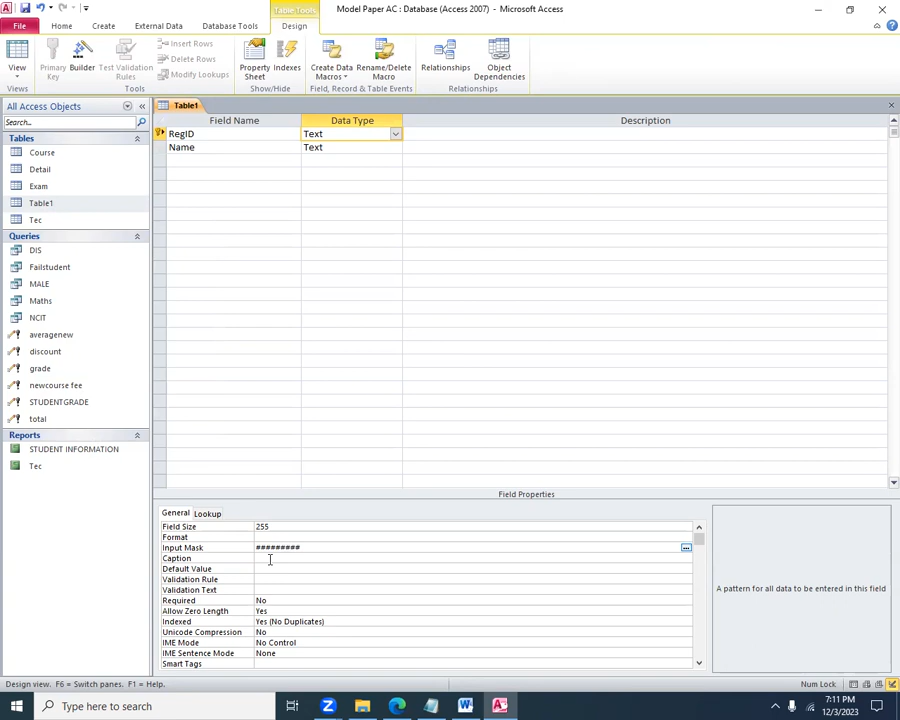 Table Tools
Model Paper AC : Database (Access 2007) - Microsoft Access
File Home Create External Data Database Tools Design
View
Primary Key
Builder
Test Validation Rules
Insert Rows
Delete Rows
Modify Lookups
Property Sheet
Indexes
Create Data Macros
Rename/Delete Macro
Relationships
Object Dependencies
Views Tools Show/Hide Field, Record & Table Events Relationships
All Access Objects
Search...
Tables
Course
Detail
Exam
Table1
Tec
Queries
DIS
Failstudent
MALE
Maths
NCIT
averagenew
discount
grade
newcourse fee
STUDENTGRADE
total
Reports
STUDENT INFORMATION
Tec
Table1
Field Name Data Type Description
RegID Text
Name Text
Field Properties
General Lookup
Field Size 255
Format
Input Mask #########
Caption
Default Value
Validation Rule
Validation Text
Required No
Allow Zero Length Yes
Indexed Yes (No Duplicates)
Unicode Compression No
IME Mode No Control
IME Sentence Mode None
Smart Tags
A pattern for all data to be entered in this field
Design view. F6 = Switch panes. F1 = Help.
Num Lock
Type here to search
7:11 PM
12/3/2023